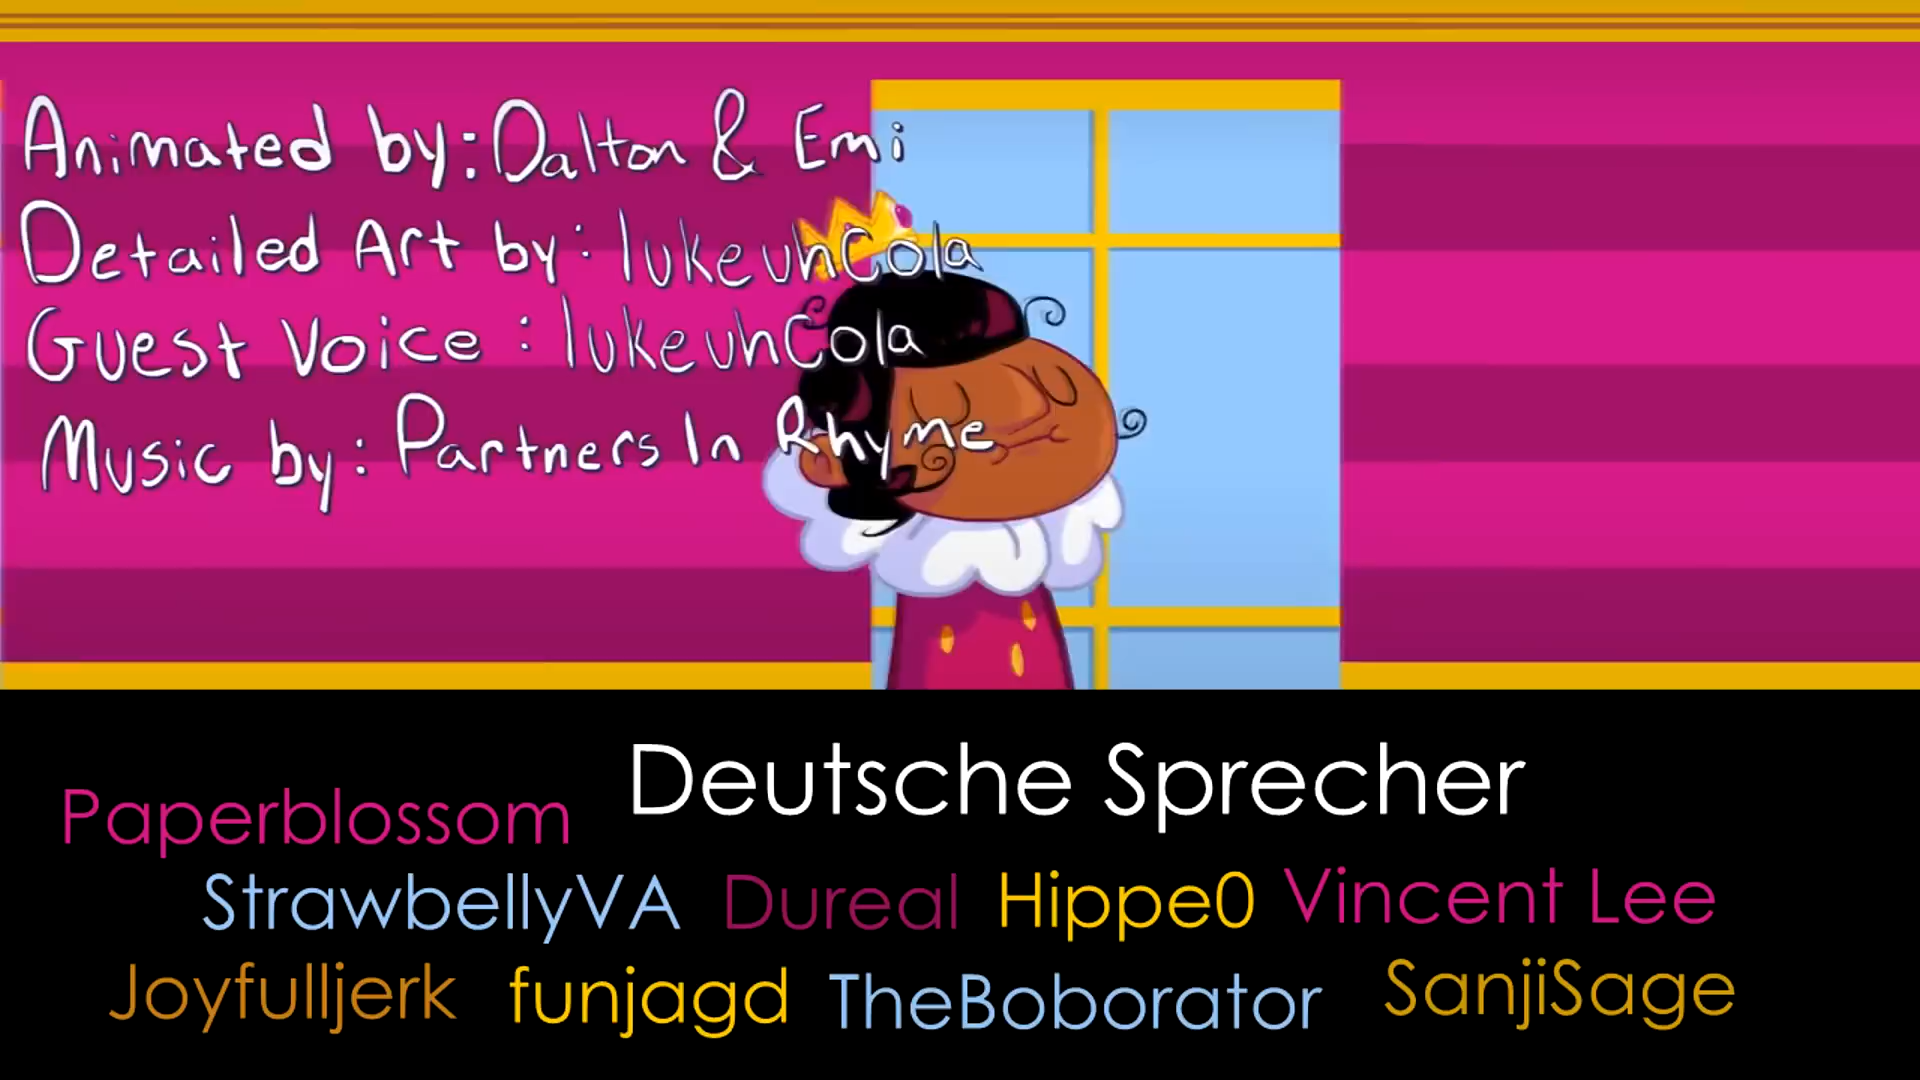 Animated by: Dalton & Emi
Detailed Art by: lukeuhCola
Guest Voice: lukeuhCola
Music by: Partners In Rhyme
Deutsche Sprecher
Paperblossom
StrawbellyVA Dureal Hippe0 Vincent Lee
Joyfulljerk funjagd TheBoborator SanjiSage